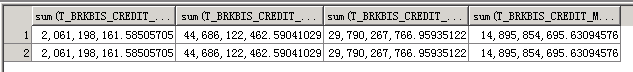 sum(T_BRKBIS_CREDIT_... sum(T_BRKBIS_CREDIT_... sum(T_BRKBIS_CREDIT_... sum(T_BRKBIS_CREDIT_M...
1 2,061,198,161.58505705 44,686,122,462.59041029 29,790,267,766.95935122 14,895,854,695.63094576
2 2,061,198,161.58505705 44,686,122,462.59041029 29,790,267,766.95935122 14,895,854,695.63094576